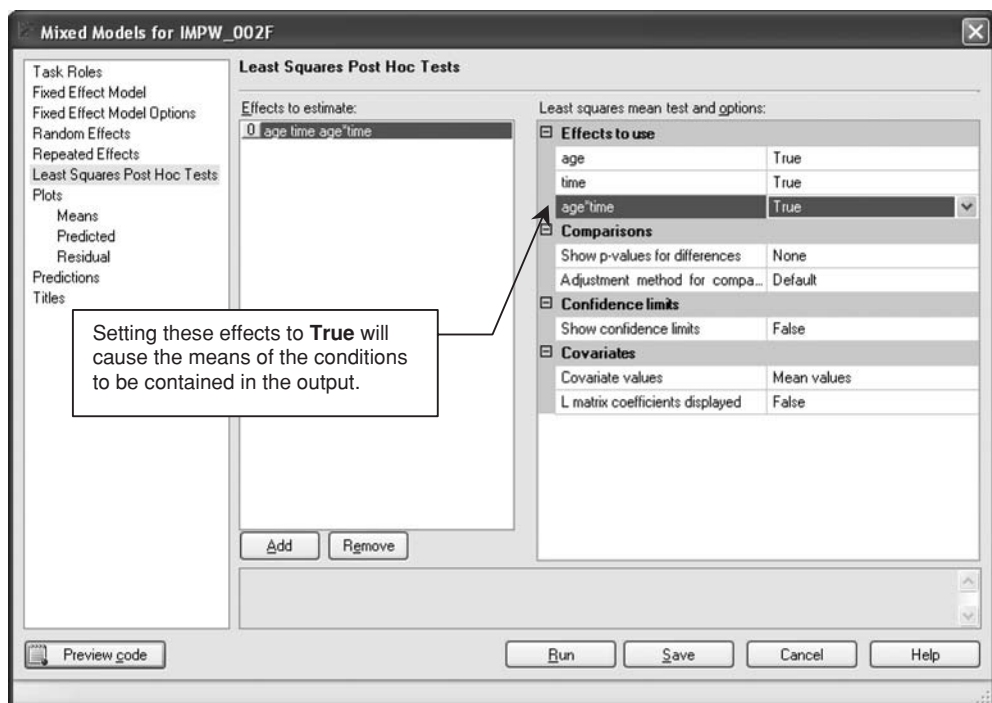 Mixed Models for IMPW_002F
Task Roles
Fixed Effect Model
Fixed Effect Model Options
Random Effects
Repeated Effects
Least Squares Post Hoc Tests
Plots
Means
Predicted
Residual
Predictions
Titles
Least Squares Post Hoc Tests
Effects to estimate:
0 age time age*time
Add Remove
Least squares mean test and options:
Effects to use
age True
time True
age*time True
Comparisons
Show p-values for differences None
Adjustment method for compa... Default
Confidence limits
Show confidence limits False
Covariates
Covariate values Mean values
L matrix coefficients displayed False
Setting these effects to True will
cause the means of the conditions
to be contained in the output.
Preview code Run Save Cancel Help